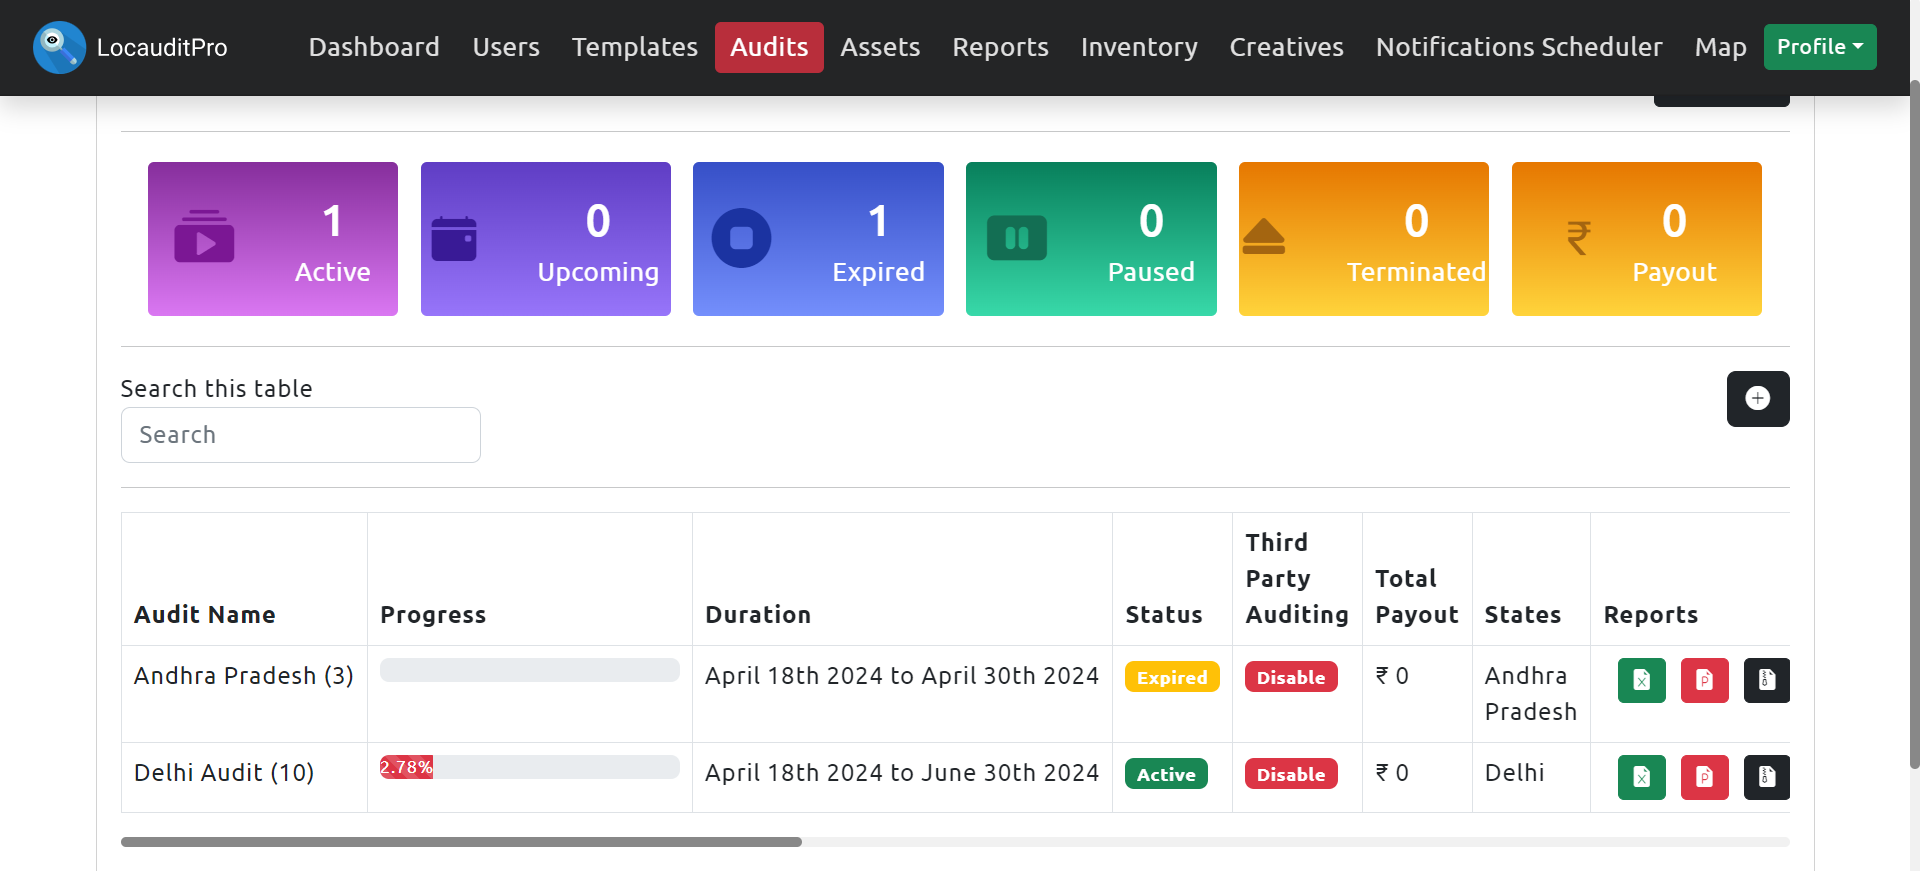 LocauditPro Dashboard Users Templates Audits Assets Reports Inventory Creatives Notifications Scheduler Map Profile
1 0 1 0 0 ₹ 0
Active Upcoming Expired Paused Terminated Payout
Search this table
Search
Third
Party Total
Audit Name Progress Duration Status Auditing Payout States Reports
Andhra Pradesh (3) April 18th 2024 to April 30th 2024 Expired Disable ₹ 0 Andhra
Pradesh
Delhi Audit (10) 2.78% April 18th 2024 to June 30th 2024 Active Disable ₹ 0 Delhi